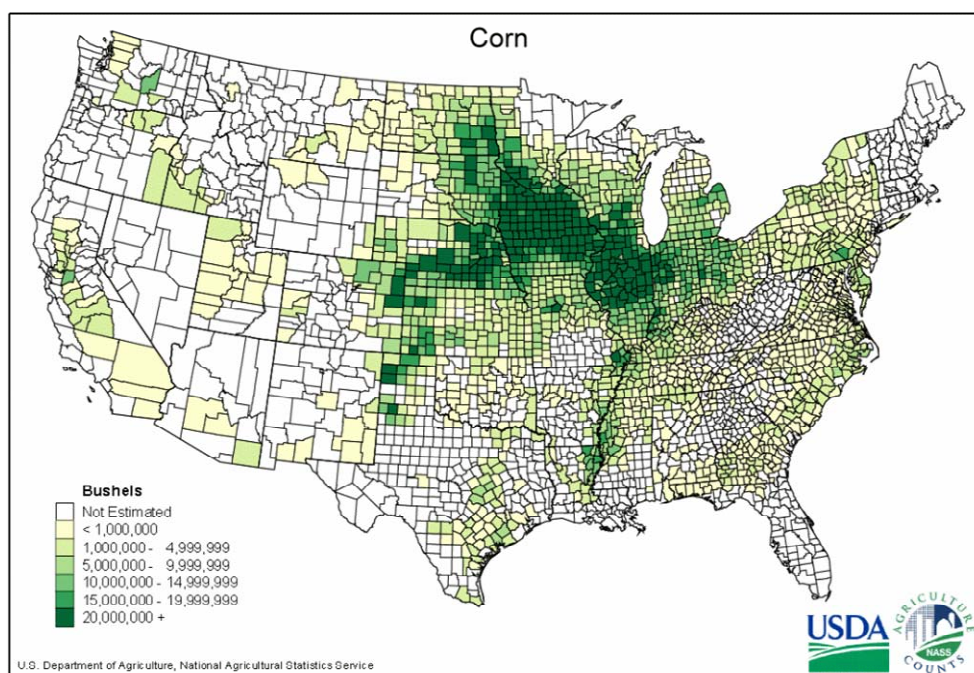 Corn
Bushels
Not Estimated
< 1,000,000
1,000,000 - 4,999,999
5,000,000 - 9,999,999
10,000,000 - 14,999,999
15,000,000 - 19,999,999
20,000,000 +
U.S. Department of Agriculture, National Agricultural Statistics Service
USDA
AGRICULTURE
NASS
COUNTS